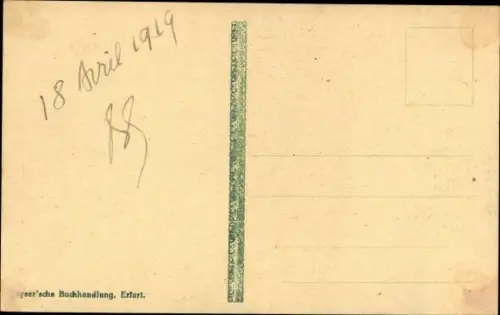 18 Avril 1919
yser'sche Buchhandlung, Erfurt.